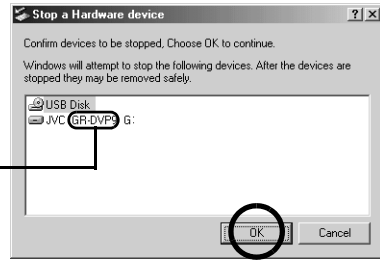 Stop a Hardware device
Confirm devices to be stopped, Choose OK to continue.
Windows will attempt to stop the following devices. After the devices are
stopped they may be removed safely.
USB Disk
JVC GR-DVP9 G:
OK
Cancel